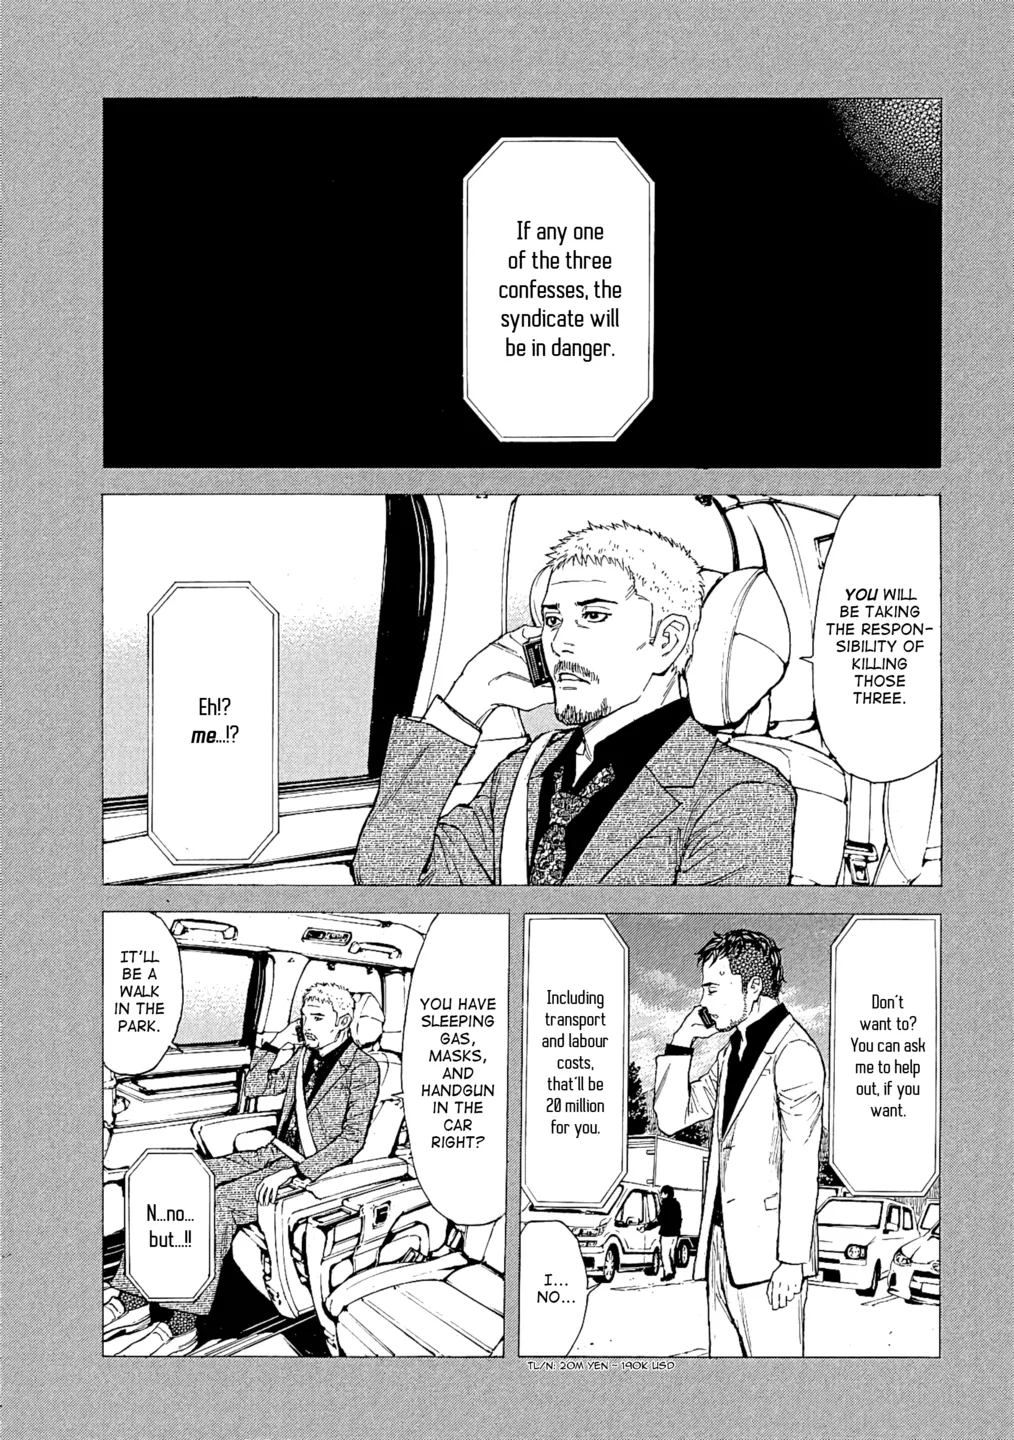 If any one
of the three
confesses, the
syndicate will
be in danger.
YOU WILL
BE TAKING
THE RESPON-
SIBILITY OF
KILLING
THOSE
THREE.
Eh!?
me...!?
Don't
want to?
You can ask
me to help
out, if you
want.
Including
transport
and labour
costs,
that'll be
20 million
for you.
I...
NO...
TL/N: 20M YEN ~ 190K USD
YOU HAVE
SLEEPING
GAS,
MASKS,
AND
HANDGUN
IN THE
CAR
RIGHT?
IT'LL
BE A
WALK
IN THE
PARK.
N...no...
but...!!